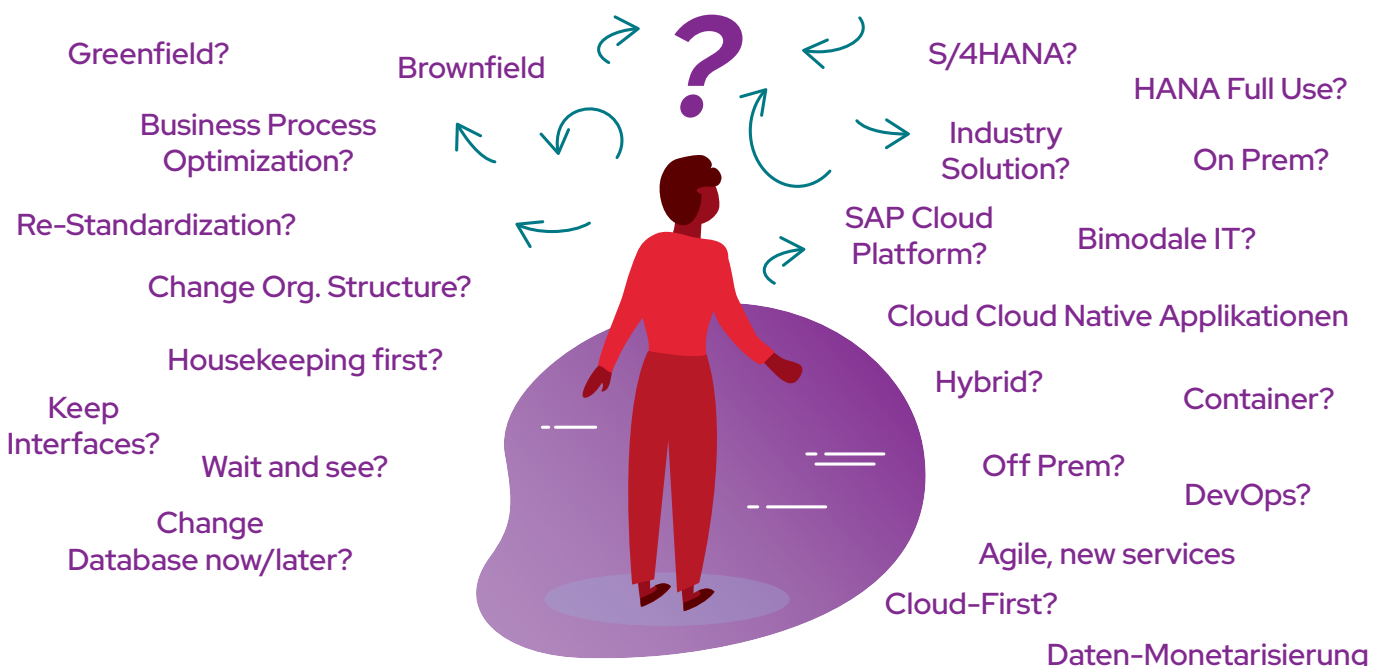 ?
Greenfield?
Brownfield
Business Process
Optimization?
Re-Standardization?
Change Org. Structure?
Housekeeping first?
Keep
Interfaces?
Wait and see?
Change
Database now/later?
S/4HANA?
HANA Full Use?
Industry
Solution?
On Prem?
SAP Cloud
Platform?
Bimodale IT?
Cloud Cloud Native Applikationen
Hybrid?
Container?
Off Prem?
DevOps?
Agile, new services
Cloud-First?
Daten-Monetarisierung